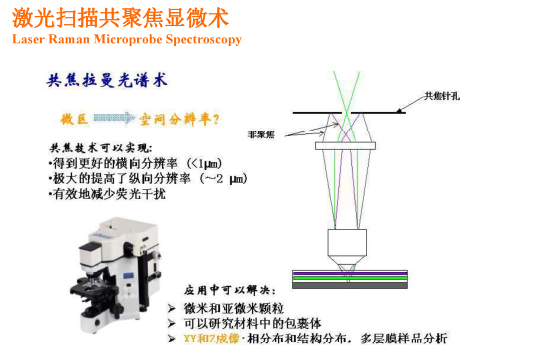 激光扫描共聚焦显微术
Laser Raman Microprobe Spectroscopy
共焦拉曼光谱术
微区 空间分辨率?
共焦针孔
非聚焦
共焦技术可以实现:
•得到更好的横向分辨率 (<1μm)
•极大的提高了纵向分辨率 (~2 μm)
•有效地减少荧光干扰
应用中可以解决:
➢ 微米和亚微米颗粒
➢ 可以研究材料中的包裹体
➢ XY和Z成像·相分布和结构分布，多层膜样品分析